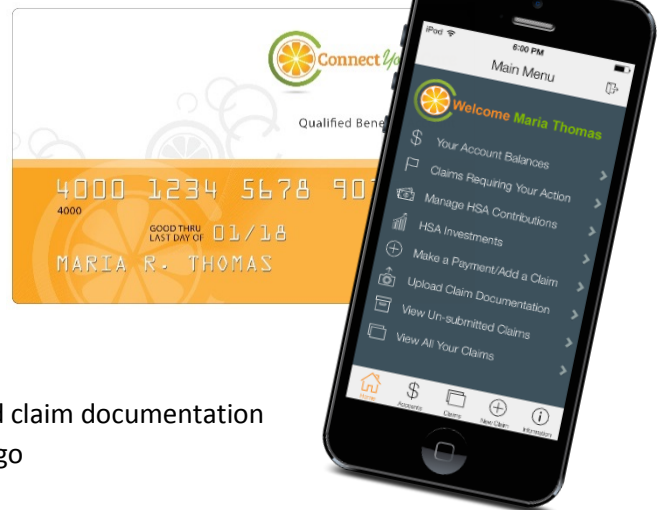 Connect
Qualified
4000 1234 5678
4000
GOOD THRU
LAST DAY OF 01/18
MARIA R. THOMAS
iPod
6:00 PM
Main Menu
Welcome Maria Thomas
$ Your Account Balances
Claims Requiring Your Action
Manage HSA Contributions
HSA Investments
Make a Payment/Add a Claim
Upload Claim Documentation
View Un-submitted Claims
View All Your Claims
Home
Accounts
Claims
New Claim
Information
claim documentation